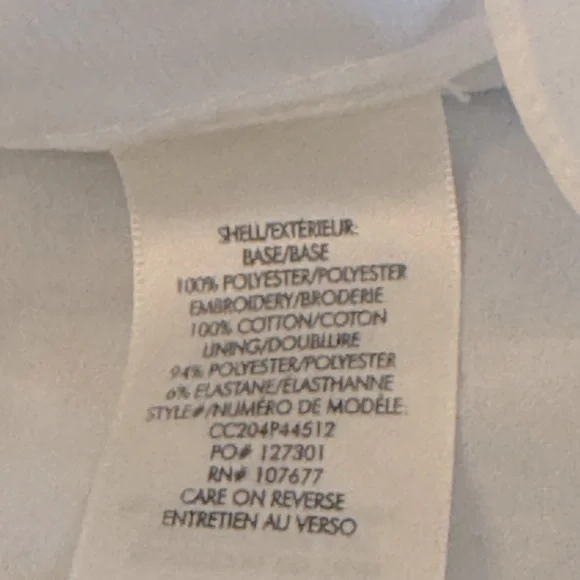 SHELL/EXTÉRIEUR:
BASE/BASE
100% POLYESTER/POLYESTER
EMBROIDERY/BRODERIE
100% COTTON/COTON
LINING/DOUBLURE
94% POLYESTER/POLYESTER
6% ELASTANE/ÉLASTHANNE
STYLE#/NUMÉRO DE MODÈLE:
CC204P44512
PO# 127301
RN# 107677
CARE ON REVERSE
ENTRETIEN AU VERSO